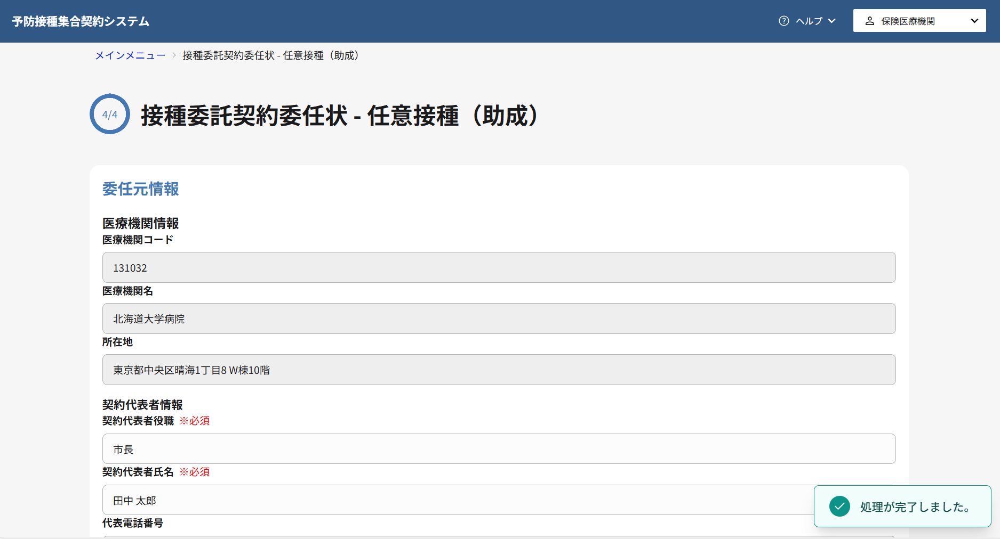 予防接種集合契約システム
ヘルプ
保険医療機関
メインメニュー > 接種委託契約委任状 - 任意接種（助成）
4/4
接種委託契約委任状 - 任意接種（助成）
委任元情報
医療機関情報
医療機関コード
131032
医療機関名
北海道大学病院
所在地
東京都中央区晴海1丁目8 W棟10階
契約代表者情報
契約代表者役職 ※必須
市長
契約代表者氏名 ※必須
田中 太郎
代表電話番号
処理が完了しました。